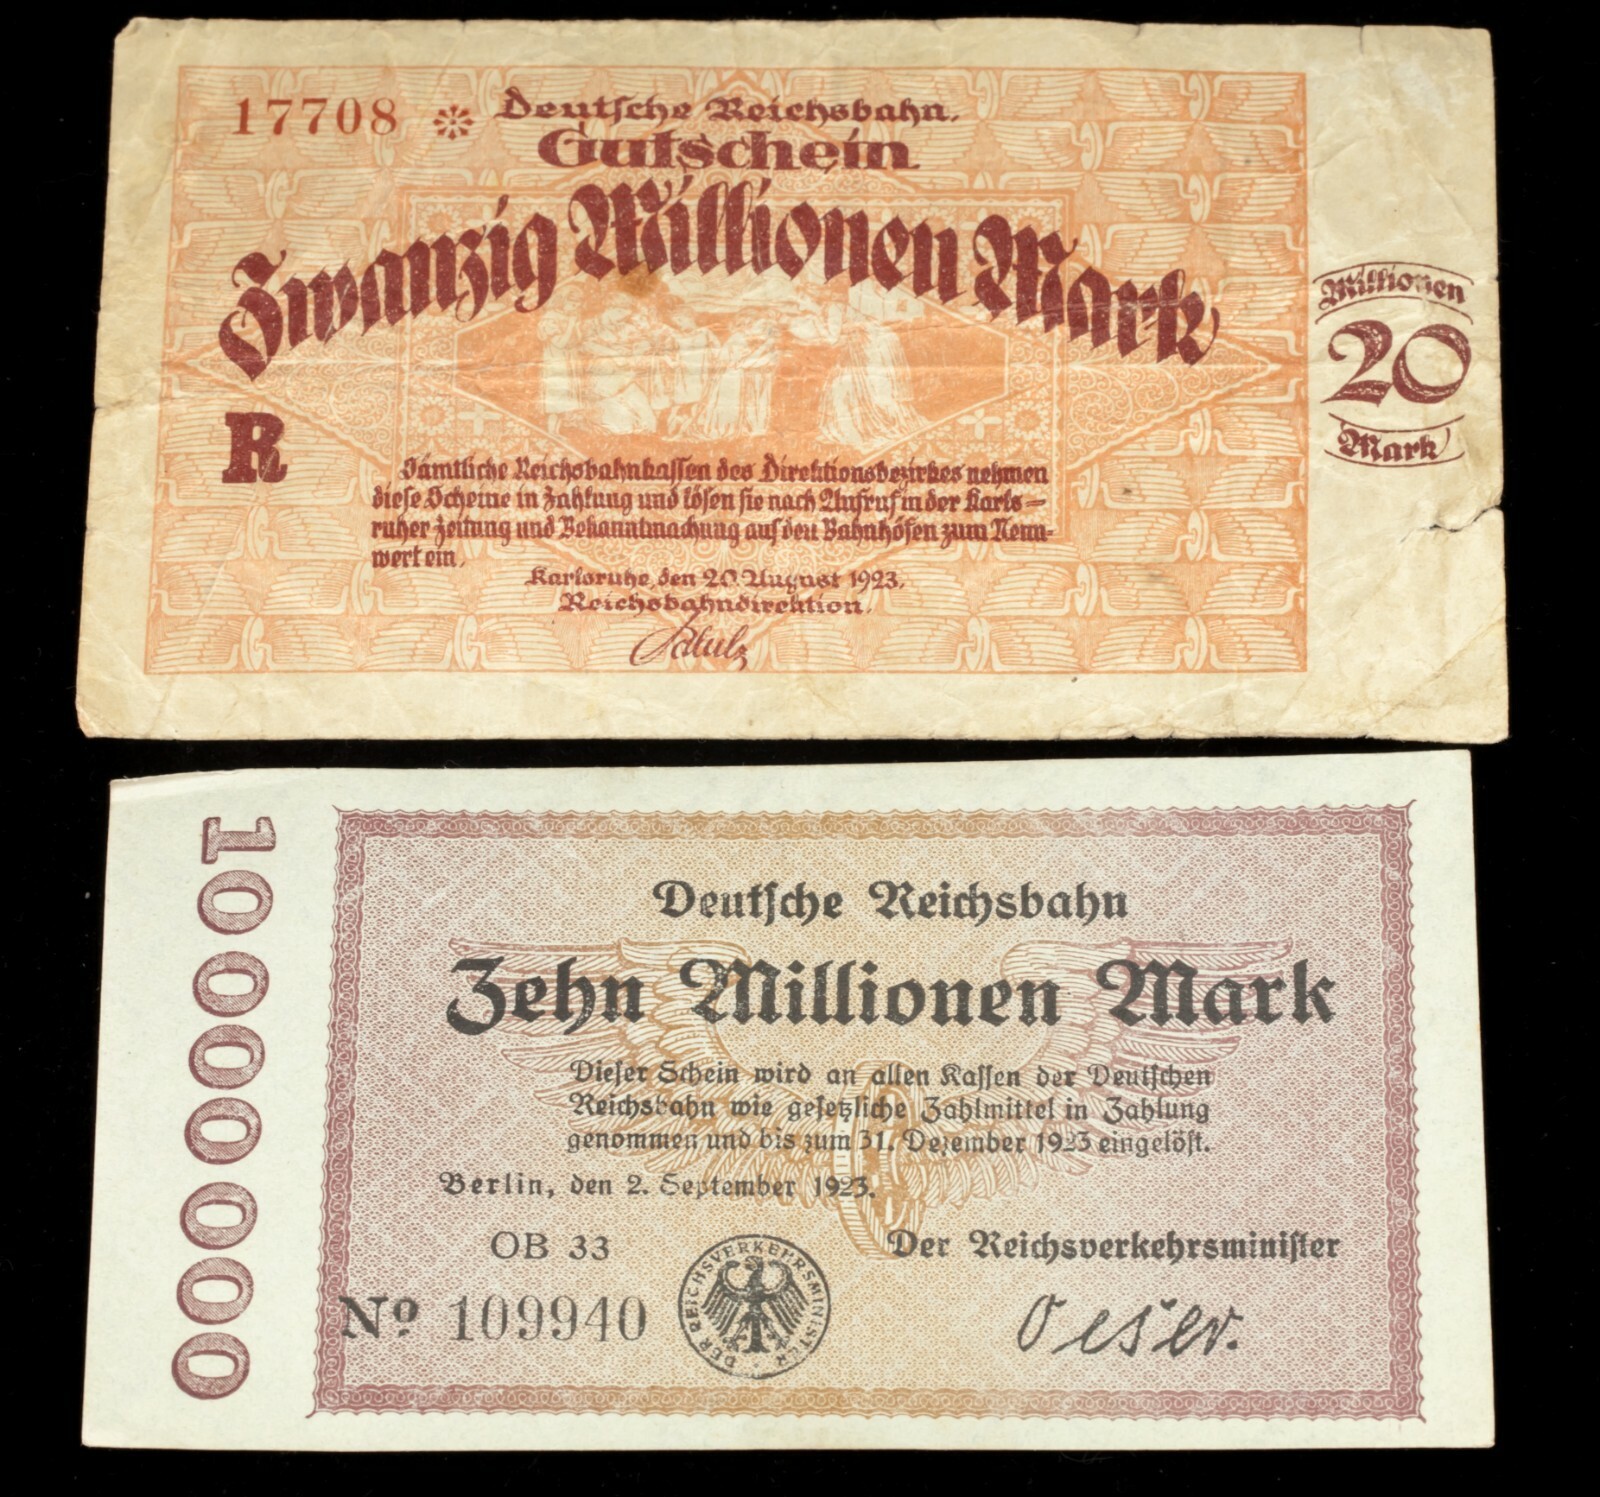 17708 * Deutsche Reichsbahn.
Gutschein
Zwanzig Millionen Mark
R
Sämtliche Reichsbahnkassen des Direktionsbezirkes nehmen
diese Scheine in Zahlung und lösen sie nach Aufruf in der Karls=
ruher Zeitung und Bekanntmachung auf den Bahnhöfen zum Nenn=
wert ein.
Karlsruhe, den 20. August 1923.
Reichsbahndirektion.
Schulz
Millionen
20
Mark
10000000
Deutsche Reichsbahn
Zehn Millionen Mark
Dieser Schein wird an allen Kassen der Deutschen
Reichsbahn wie gesetzliche Zahlmittel in Zahlung
genommen und bis zum 31. Dezember 1923 eingelöst.
Berlin, den 2. September 1923.
OB 33
Der Reichsverkehrsminister
Nº 109940
DER REICHSVERKEHRSMINISTER
Oeser.